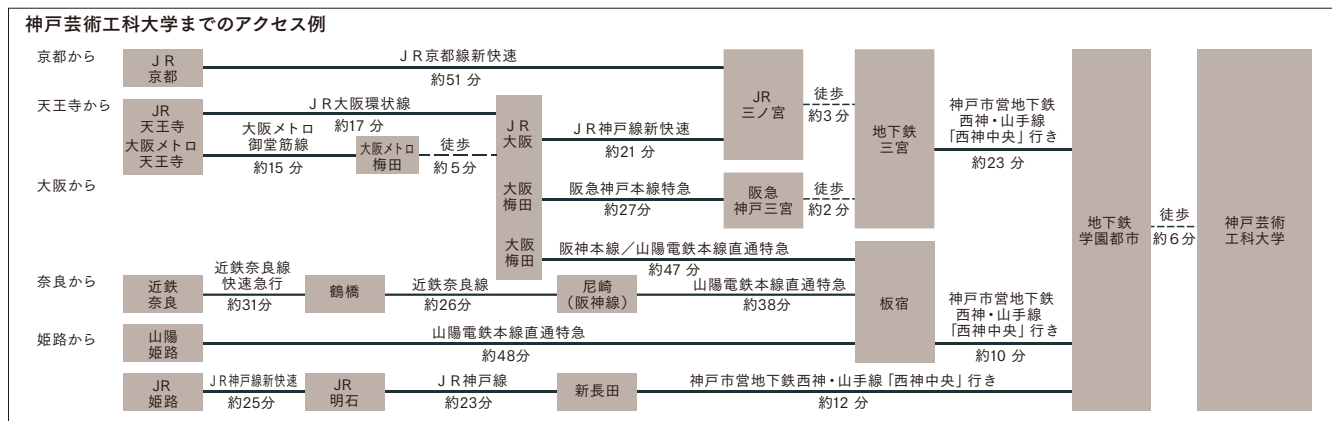 神戸芸術工科大学までのアクセス例
京都から
ＪＲ
京都
ＪＲ京都線新快速
約51 分
JR
三ノ宮
徒歩
約3分
地下鉄
三宮
神戸市営地下鉄
西神・山手線
「西神中央」行き
約23 分
天王寺から
JR
天王寺
大阪メトロ
天王寺
ＪＲ大阪環状線
約17 分
大阪メトロ
御堂筋線
約15 分
大阪メトロ
梅田
徒歩
約５分
ＪＲ
大阪
ＪＲ神戸線新快速
約21 分
大阪から
大阪
梅田
阪急神戸本線特急
約27分
阪急
神戸三宮
徒歩
約2分
大阪
梅田
阪神本線／山陽電鉄本線直通特急
約47 分
地下鉄
学園都市
徒歩
約６分
神戸芸術
工科大学
奈良から
近鉄
奈良
近鉄奈良線
快速急行
約31分
鶴橋
近鉄奈良線
約26分
尼崎
（阪神線）
山陽電鉄本線直通特急
約38分
板宿
神戸市営地下鉄
西神・山手線
「西神中央」行き
約10 分
姫路から
山陽
姫路
山陽電鉄本線直通特急
約48分
JR
姫路
ＪＲ神戸線新快速
約25分
JR
明石
ＪＲ神戸線
約23分
新長田
神戸市営地下鉄西神・山手線「西神中央」行き
約12 分